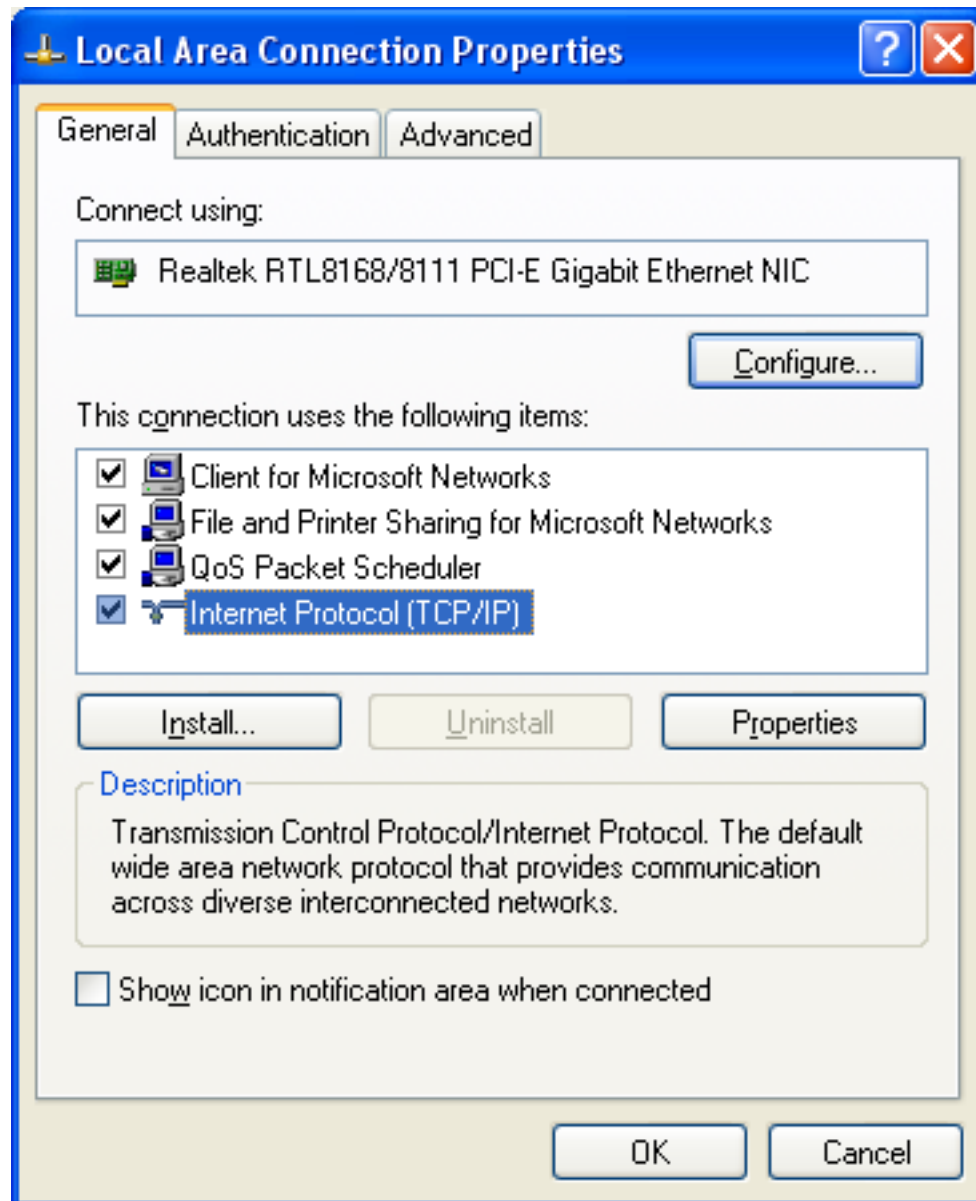 Local Area Connection Properties
General
Authentication
Advanced
Connect using:
Realtek RTL8168/8111 PCI-E Gigabit Ethernet NIC
Configure...
This connection uses the following items:
Client for Microsoft Networks
File and Printer Sharing for Microsoft Networks
QoS Packet Scheduler
Internet Protocol (TCP/IP)
Install...
Uninstall
Properties
Description
Transmission Control Protocol/Internet Protocol. The default
wide area network protocol that provides communication
across diverse interconnected networks.
Show icon in notification area when connected
OK
Cancel